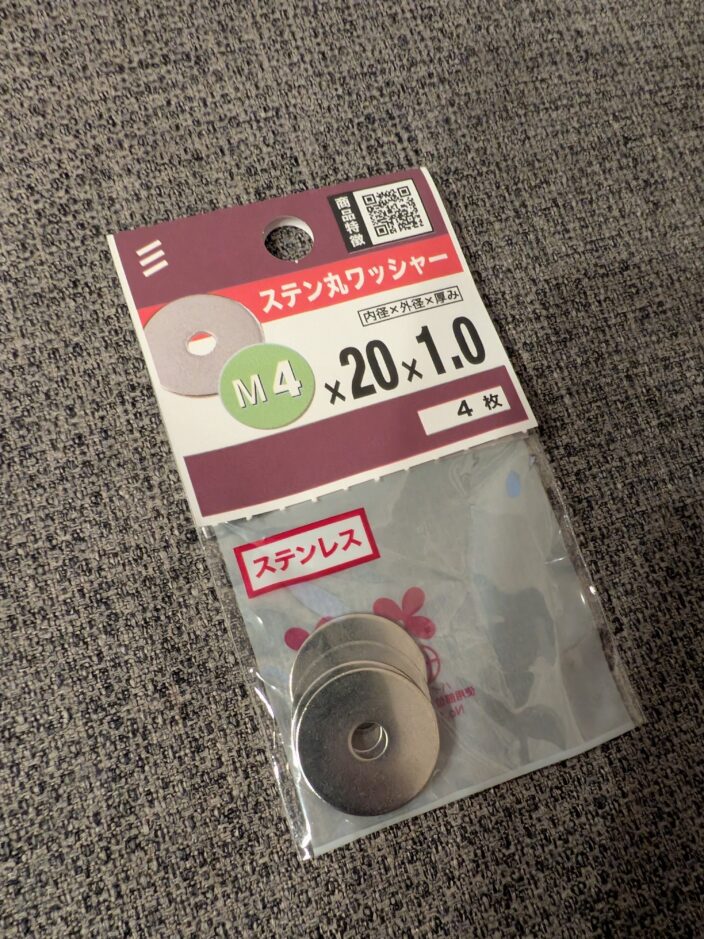 商品特徴
ステン丸ワッシャー
内径×外径×厚み
M4×20×1.0
4枚
ステンレス